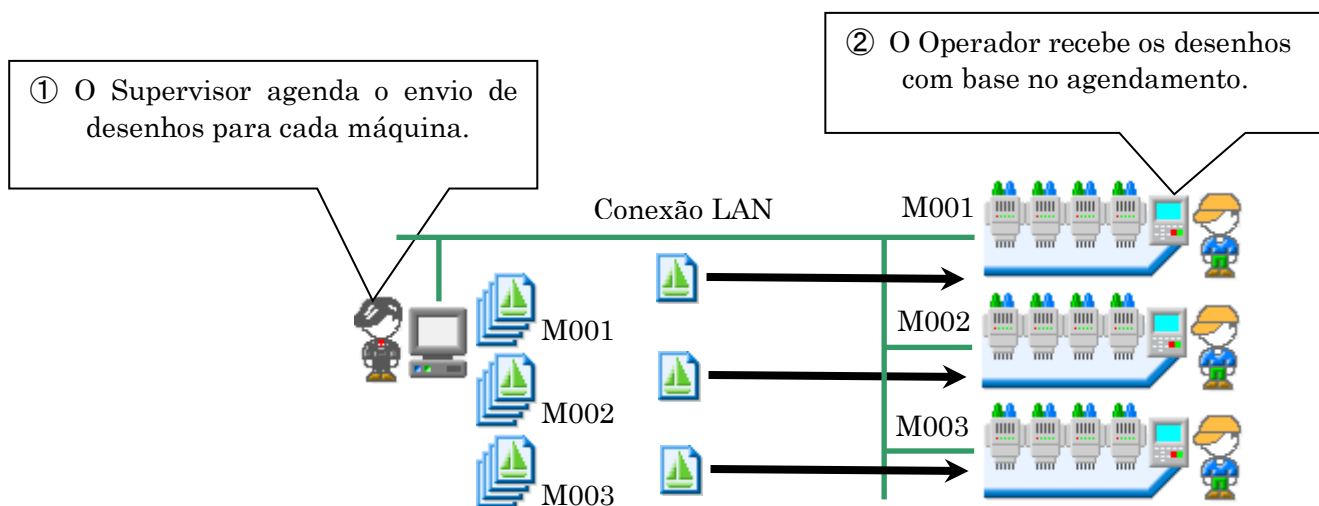 ① O Supervisor agenda o envio de
desenhos para cada máquina.
② O Operador recebe os desenhos
com base no agendamento.
Conexão LAN
M001
M001
M002
M002
M003
M003